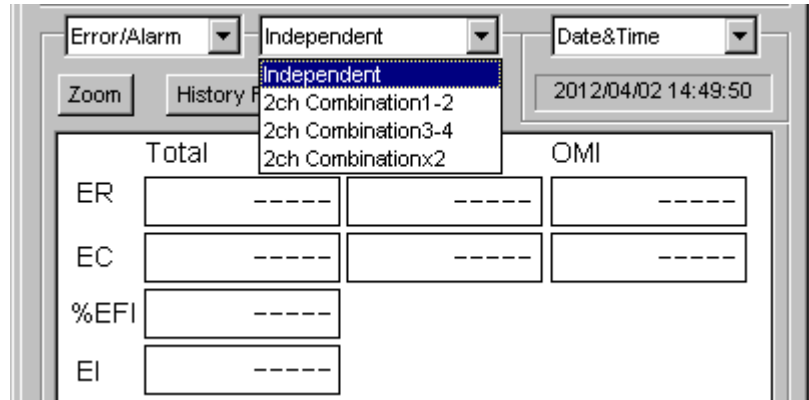 Error/Alarm Independent Date&Time
Independent
Zoom History 2012/04/02 14:49:50
2ch Combination1-2
2ch Combination3-4
2ch Combinationx2
Total OMI
ER ----- ----- -----
EC ----- ----- -----
%EFI -----
EI -----